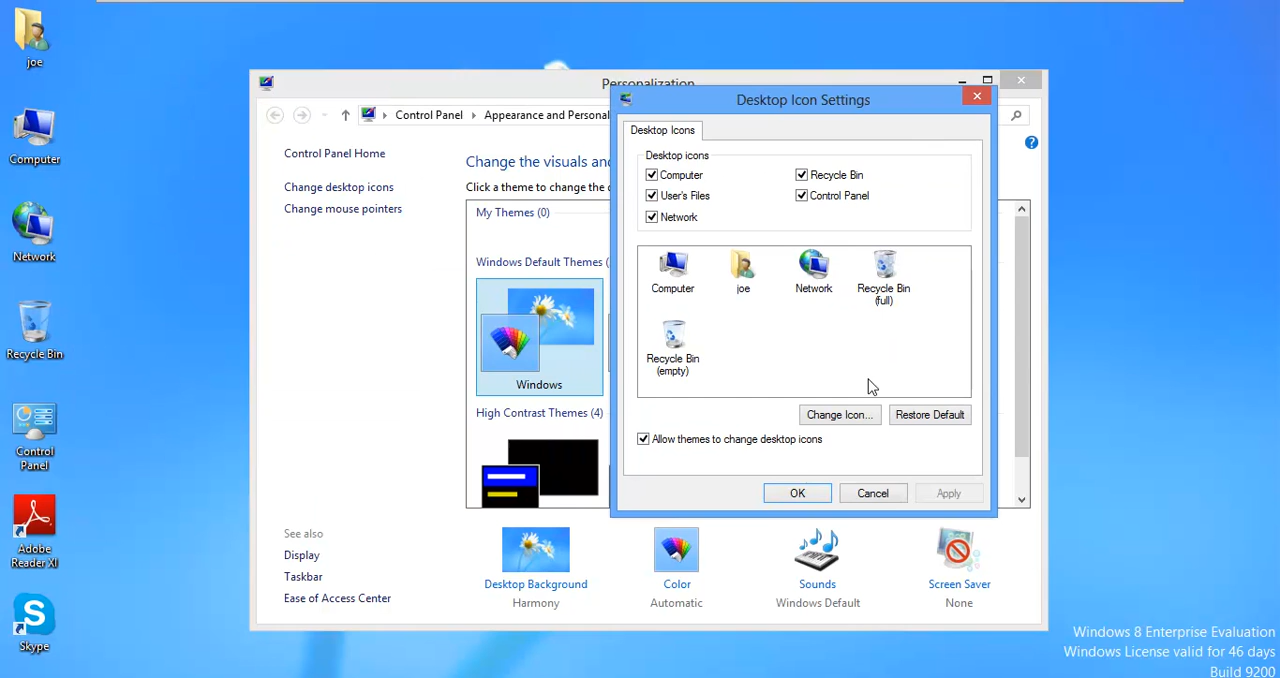 joe
Computer
Network
Recycle Bin
Control
Panel
Adobe
Reader XI
Skype
Personalization
Control Panel
Appearance and Personal
Control Panel Home
Change desktop icons
Change mouse pointers
See also
Display
Taskbar
Ease of Access Center
Change the visuals and
Click a theme to change the
My Themes (0)
Windows Default Themes (
Windows
High Contrast Themes (4)
Desktop Background
Harmony
Color
Automatic
Sounds
Windows Default
Screen Saver
None
Desktop Icon Settings
Desktop Icons
Desktop icons
Computer
Recycle Bin
User's Files
Control Panel
Network
Computer
joe
Network
Recycle Bin
(full)
Recycle Bin
(empty)
Change Icon...
Restore Default
Allow themes to change desktop icons
OK
Cancel
Apply
Windows 8 Enterprise Evaluation
Windows License valid for 46 days
Build 9200